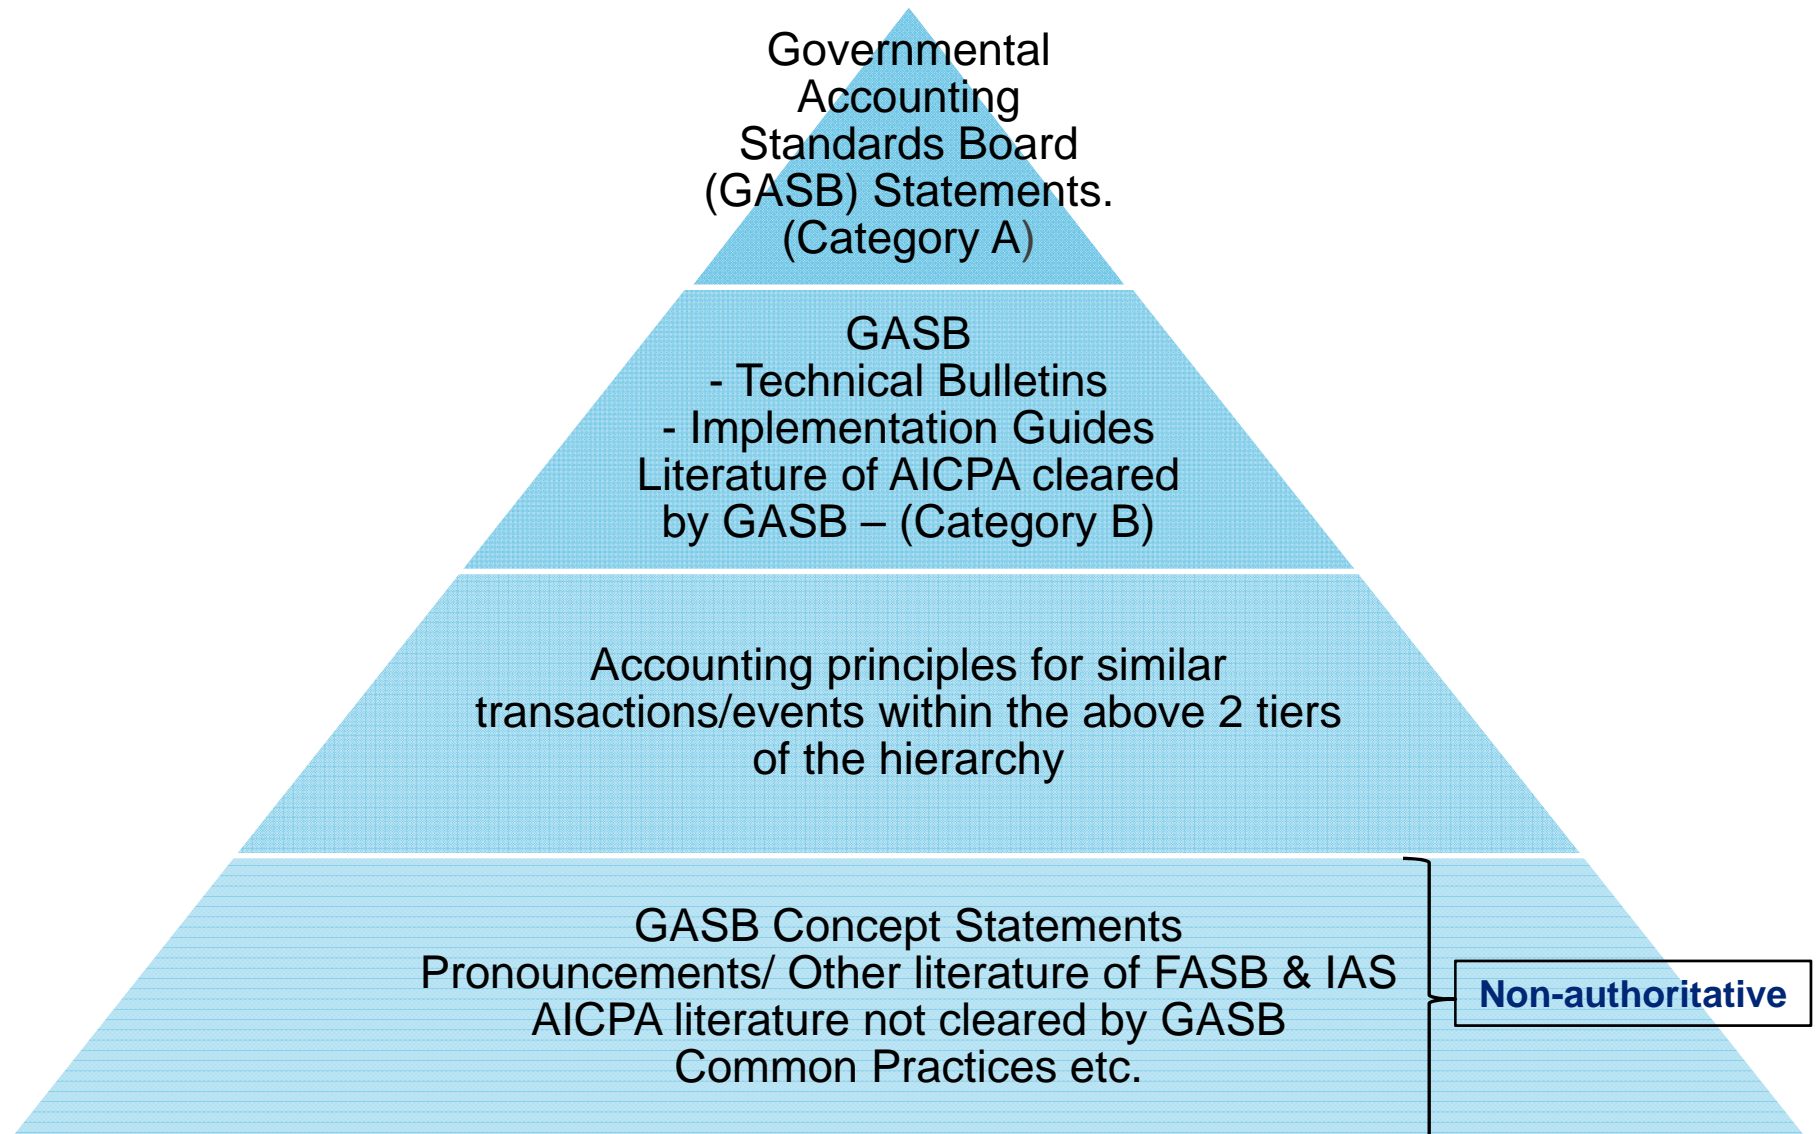 Governmental
Accounting
Standards Board
(GASB) Statements.
(Category A)
GASB
- Technical Bulletins
- Implementation Guides
Literature of AICPA cleared
by GASB – (Category B)
Accounting principles for similar
transactions/events within the above 2 tiers
of the hierarchy
GASB Concept Statements
Pronouncements/ Other literature of FASB & IAS
AICPA literature not cleared by GASB
Common Practices etc.
Non-authoritative